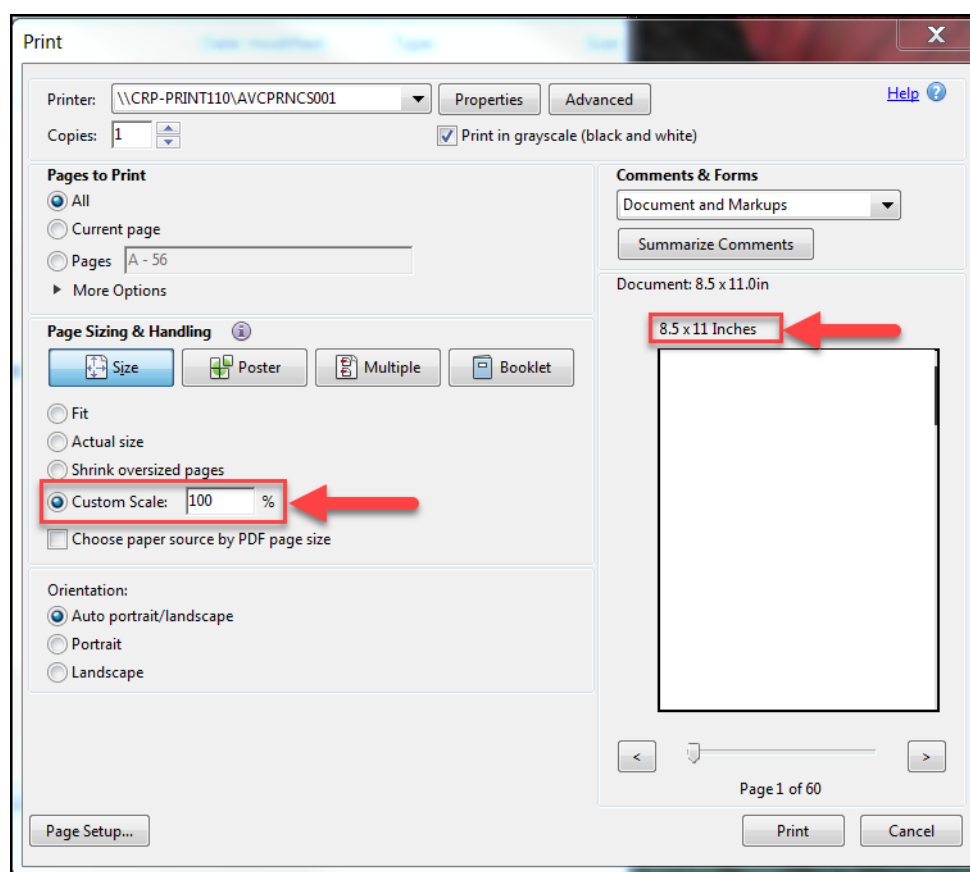 Print
X
Printer: \\CRP-PRINT110\AVCPRNCS001 Properties Advanced Help ?
Copies: 1 Print in grayscale (black and white)
Pages to Print
All
Current page
Pages A - 56
More Options
Comments & Forms
Document and Markups
Summarize Comments
Page Sizing & Handling i
Size Poster Multiple Booklet
Fit
Actual size
Shrink oversized pages
Custom Scale: 100 %
Choose paper source by PDF page size
Orientation:
Auto portrait/landscape
Portrait
Landscape
Document: 8.5 x 11.0in
8.5 x 11 Inches
< >
Page 1 of 60
Page Setup... Print Cancel